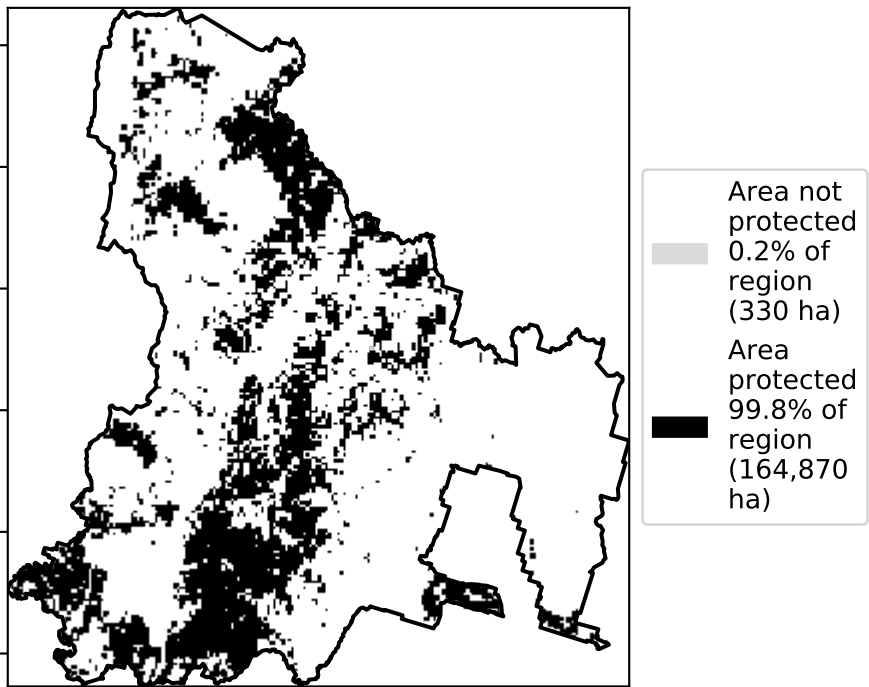 Area not
protected
0.2% of
region
(330 ha)
Area
protected
99.8% of
region
(164,870
ha)